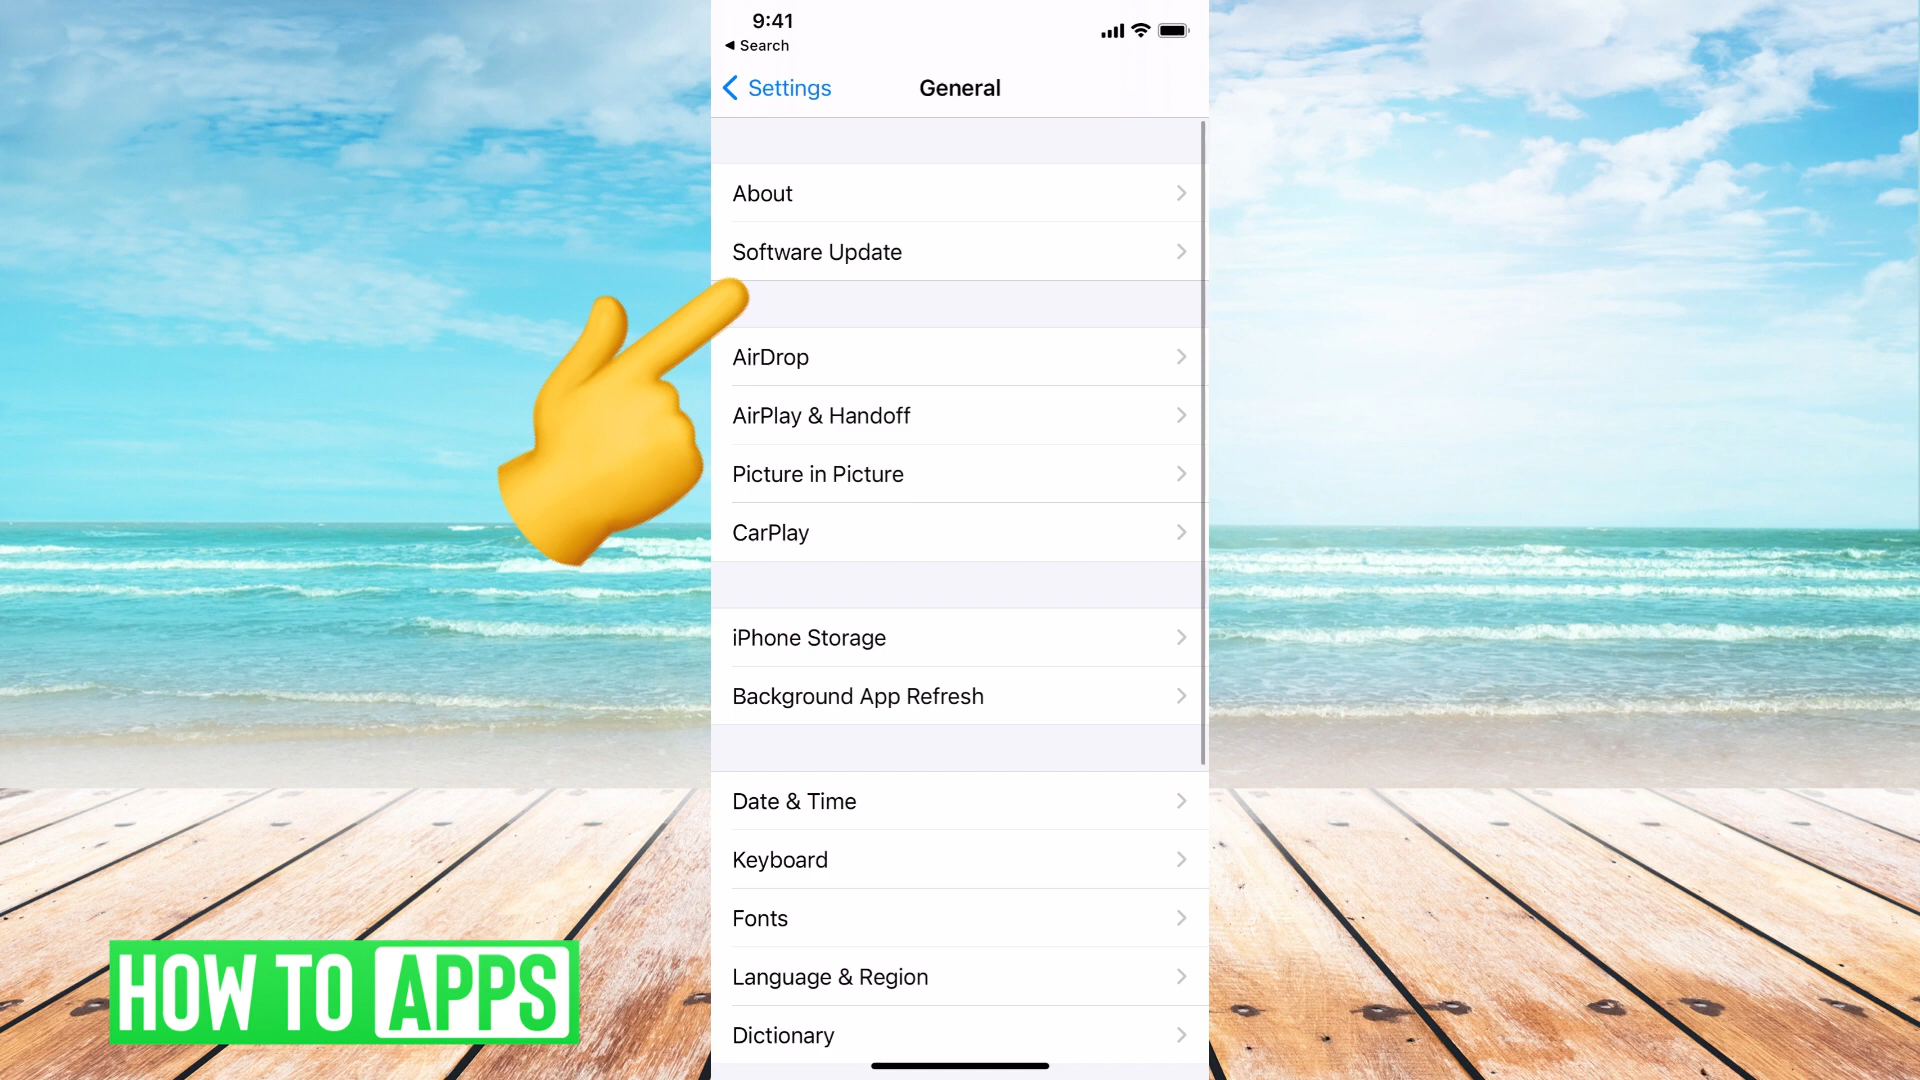 9:41
Search
Settings
General
About
Software Update
AirDrop
AirPlay & Handoff
Picture in Picture
CarPlay
iPhone Storage
Background App Refresh
Date & Time
Keyboard
Fonts
Language & Region
Dictionary
HOW TO APPS